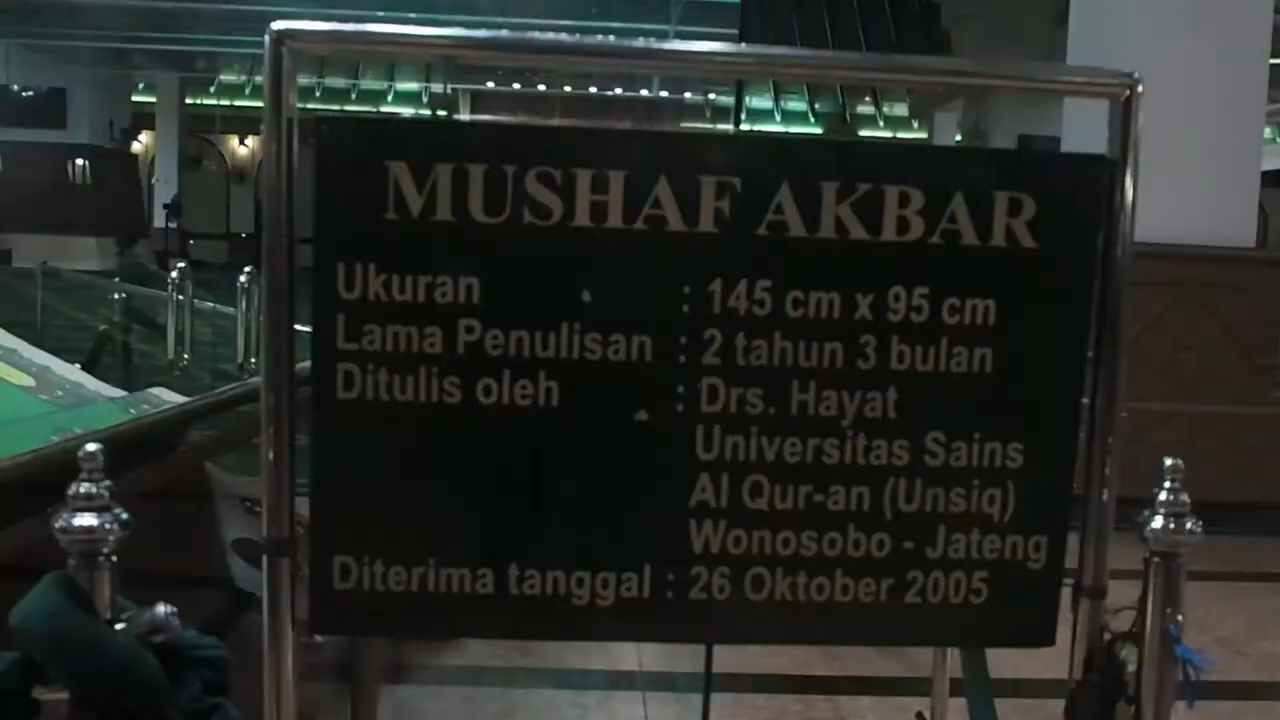 MUSHAF AKBAR
Ukuran : 145 cm x 95 cm
Lama Penulisan : 2 tahun 3 bulan
Ditulis oleh : Drs. Hayat
Universitas Sains
Al Qur-an (Unsiq)
Wonosobo - Jateng
Diterima tanggal : 26 Oktober 2005